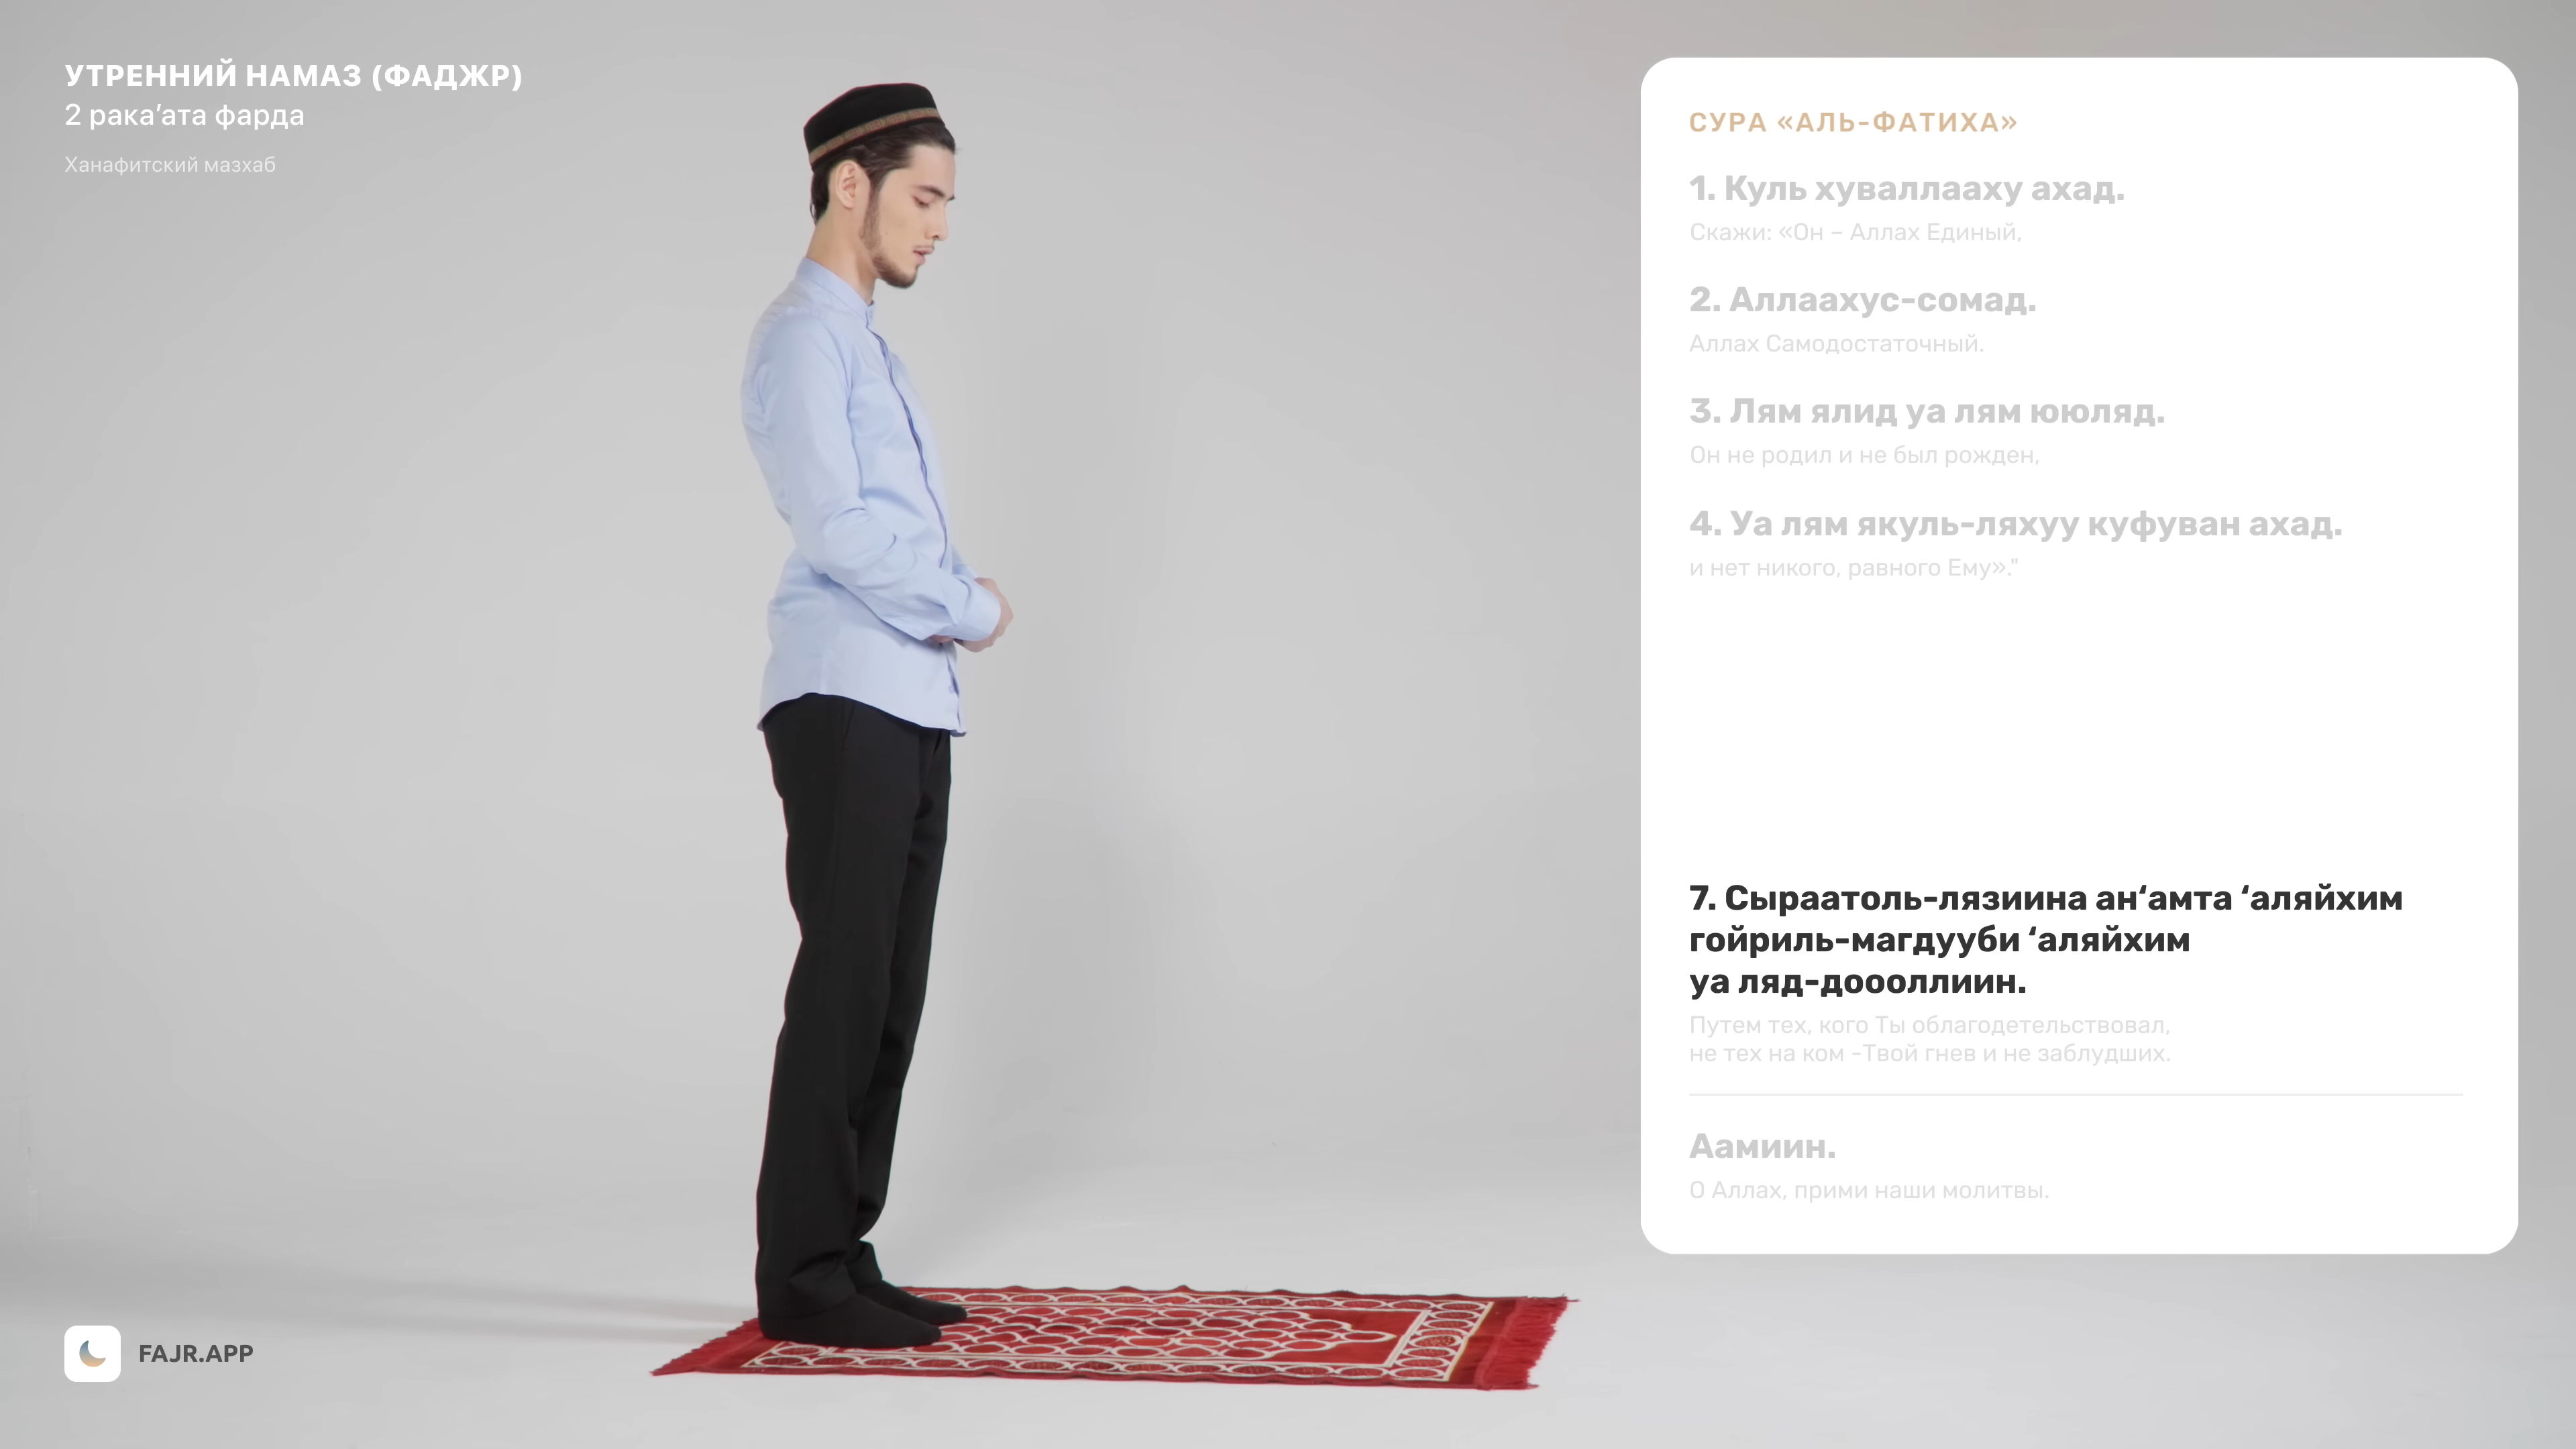 УТРЕННИЙ НАМАЗ (ФАДЖР)
2 рака’ата фарда
Ханафитский мазхаб
СУРА «АЛЬ-ФАТИХА»
1. Куль хуваллааху ахад.
Скажи: «Он – Аллах Единый,
2. Аллаахус-сомад.
Аллах Самодостаточный.
3. Лям ялид уа лям ююляд.
Он не родил и не был рожден,
4. Уа лям якуль-ляхуу куфуван ахад.
и нет никого, равного Ему»."
7. Сыраатоль-лязиина ан‘амта ‘аляйхим
гойриль-магдууби ‘аляйхим
уа ляд-доооллиин.
Путем тех, кого Ты облагодетельствовал,
не тех на ком -Твой гнев и не заблудших.
Аамиин.
О Аллах, прими наши молитвы.
FAJR.APP